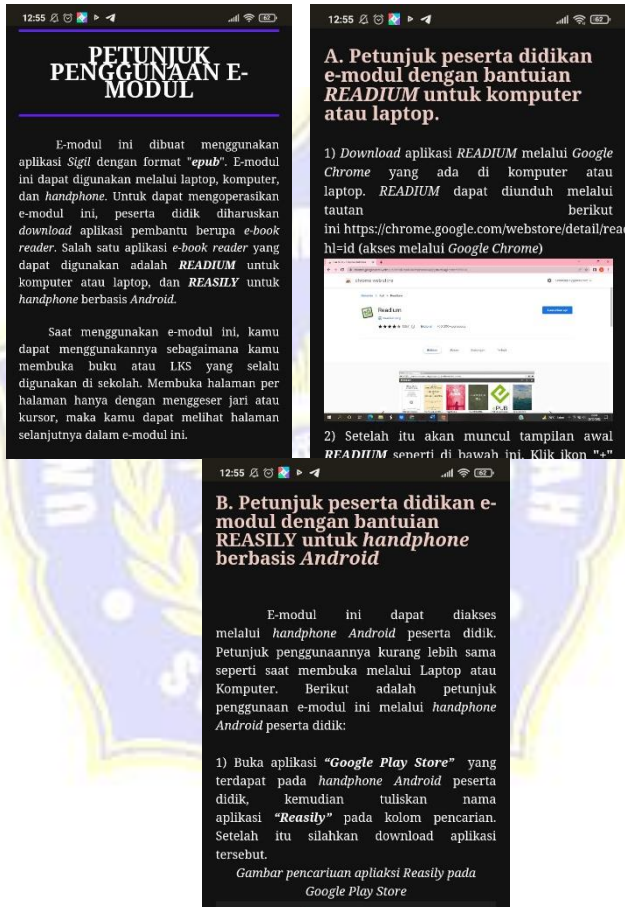 12:55
62
PETUNJUK
PENGGUNAAN E-
MODUL
E-modul ini dibuat menggunakan
aplikasi Sigil dengan format "epub". E-modul
ini dapat digunakan melalui laptop, komputer,
dan handphone. Untuk dapat mengoperasikan
e-modul ini, peserta didik diharuskan
download aplikasi pembantu berupa e-book
reader. Salah satu aplikasi e-book reader yang
dapat digunakan adalah READIUM untuk
komputer atau laptop, dan REASILY untuk
handphone berbasis Android.
Saat menggunakan e-modul ini, kamu
dapat menggunakannya sebagaimana kamu
membuka buku atau LKS yang selalu
digunakan di sekolah. Membuka halaman per
halaman hanya dengan menggeser jari atau
kursor, maka kamu dapat melihat halaman
selanjutnya dalam e-modul ini.
12:55
62
A. Petunjuk peserta didikan
e-modul dengan bantuian
READIUM untuk komputer
atau laptop.
1) Download aplikasi READIUM melalui Google
Chrome yang ada di komputer atau
laptop. READIUM dapat diunduh melalui
tautan berikut
ini https://chrome.google.com/webstore/detail/read
hl=id (akses melalui Google Chrome)
chrome web store
Readium
2) Setelah itu akan muncul tampilan awal
READIUM seperti di bawah ini. Klik ikon "+"
12:55
62
B. Petunjuk peserta didikan e-
modul dengan bantuian
REASILY untuk handphone
berbasis Android
E-modul ini dapat diakses
melalui handphone Android peserta didik.
Petunjuk penggunaannya kurang lebih sama
seperti saat membuka melalui Laptop atau
Komputer. Berikut adalah petunjuk
penggunaan e-modul ini melalui handphone
Android peserta didik:
1) Buka aplikasi “Google Play Store” yang
terdapat pada handphone Android peserta
didik, kemudian tuliskan nama
aplikasi “Reasily” pada kolom pencarian.
Setelah itu silahkan download aplikasi
tersebut.
Gambar pencariuan apliaksi Reasily pada
Google Play Store